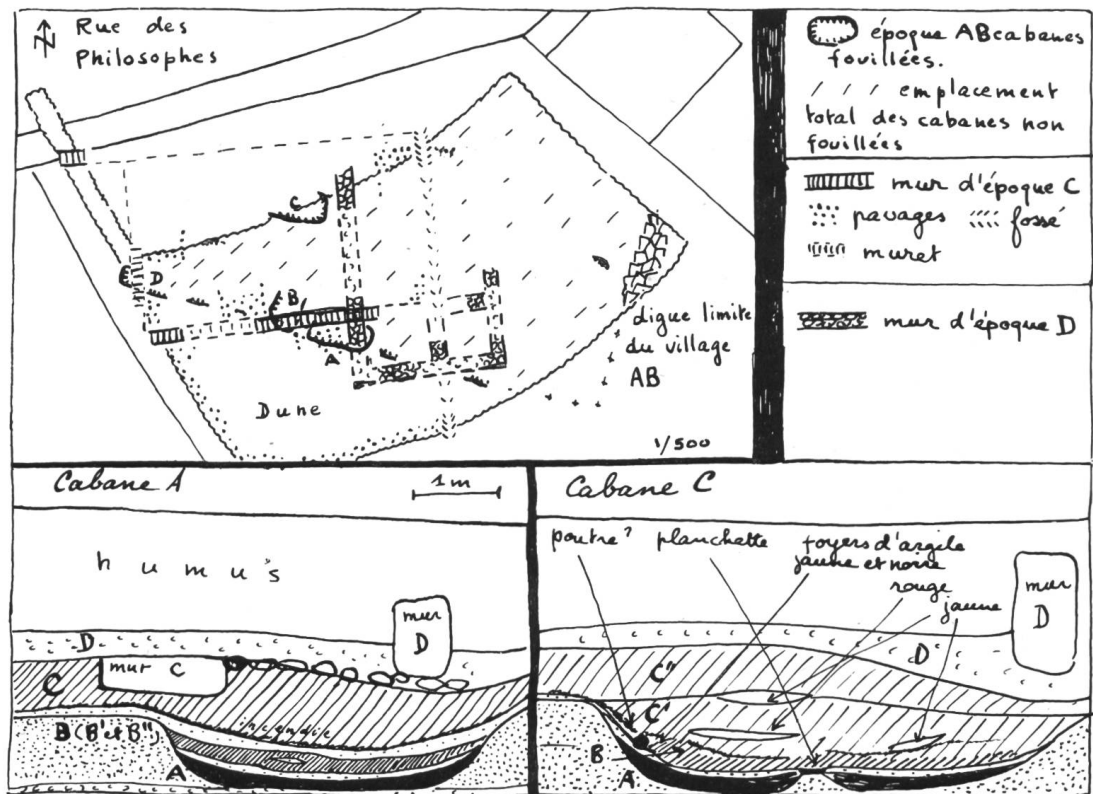 N
Rue des
Philosophes
C
D
B
A
Dune
digue limite
du village
AB
1/500
époque AB cabanes
fouillées.
emplacement
total des cabanes non
fouillées
mur d'époque C
pavages
fossé
muret
mur d'époque D
Cabane A
1m
humus
mur
D
D
mur C
C
incendie
B (B' et B")
A
Cabane C
poutre?
planchette
foyers d'argile
jaune et noire
rouge
jaune
mur
D
D
C"
C'
B
A